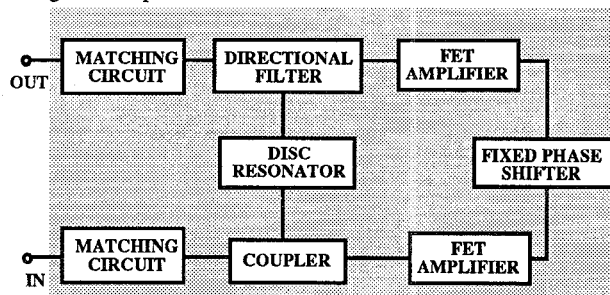 MATCHING
CIRCUIT
DIRECTIONAL
FILTER
FET
AMPLIFIER
OUT
DISC
RESONATOR
FIXED PHASE
SHIFTER
MATCHING
CIRCUIT
COUPLER
FET
AMPLIFIER
IN